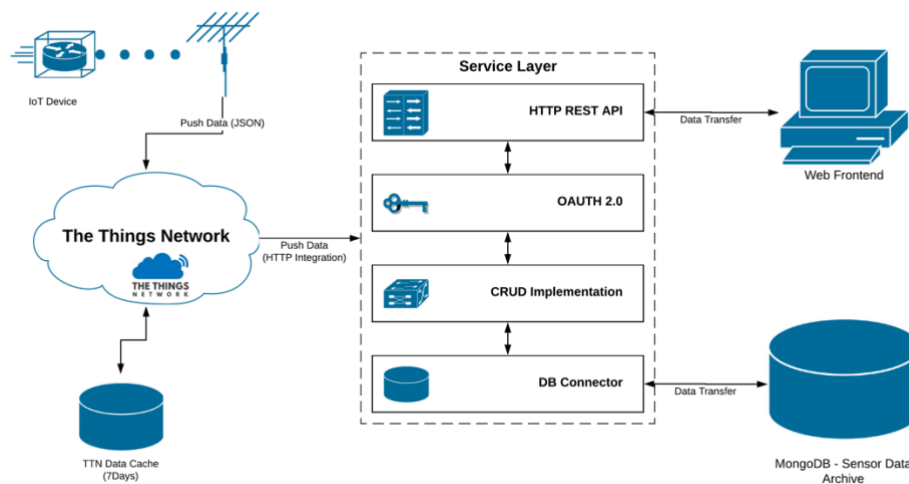 IoT Device
Push Data (JSON)
The Things Network
THE THINGS
NETWORK
TTN Data Cache
(7Days)
Push Data
(HTTP Integration)
Service Layer
HTTP REST API
OAUTH 2.0
CRUD Implementation
DB Connector
Data Transfer
Web Frontend
Data Transfer
MongoDB - Sensor Data
Archive